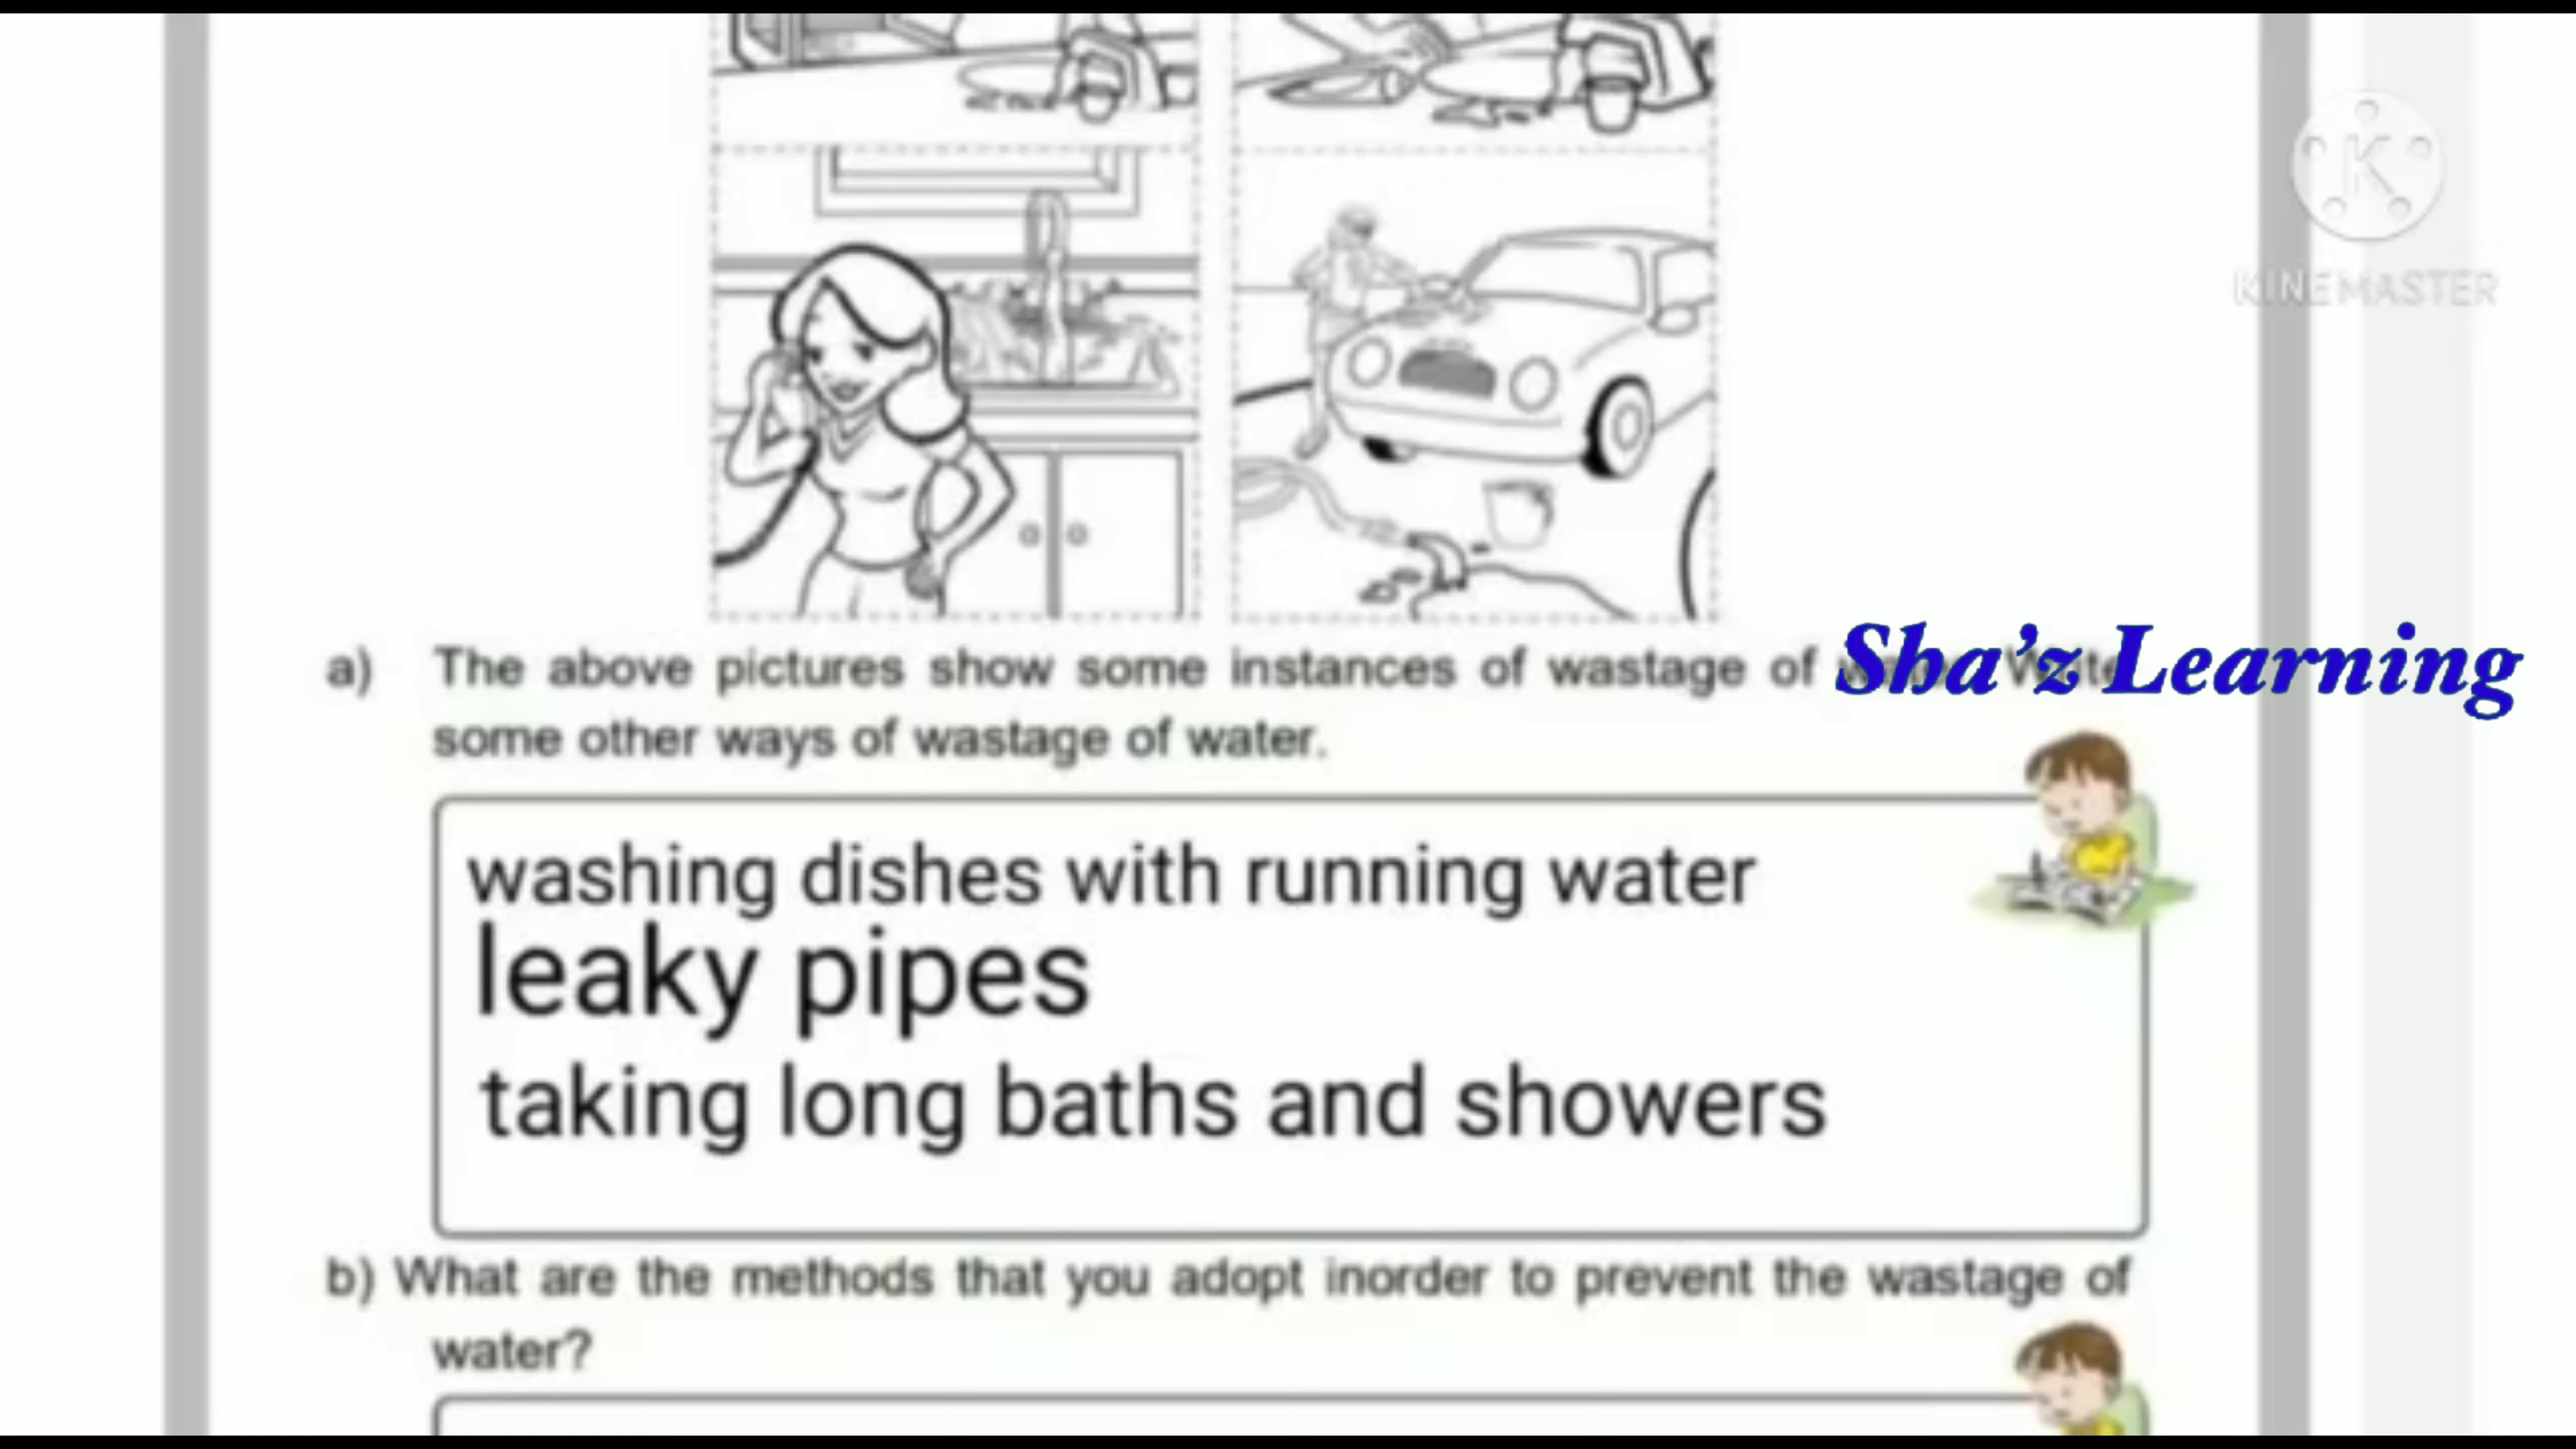 KINEMASTER
a) The above pictures show some instances of wastage of
Sha'z Learning
some other ways of wastage of water.
washing dishes with running water
leaky pipes
taking long baths and showers
b) What are the methods that you adopt inorder to prevent the wastage of
water?